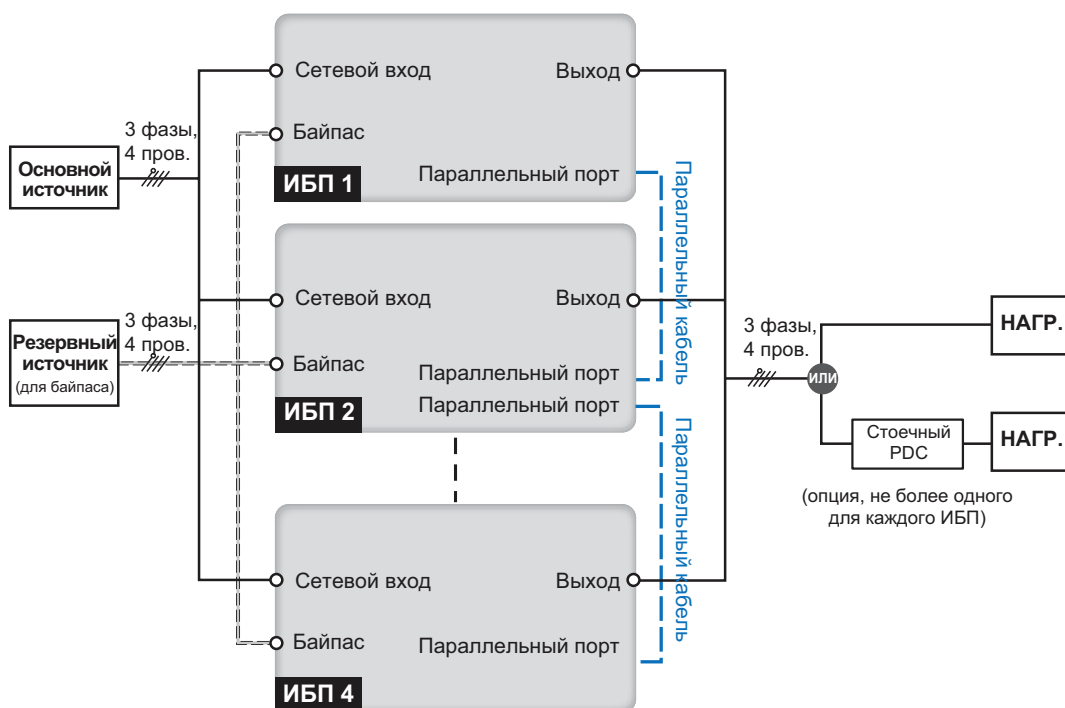 Сетевой вход
Выход
3 фазы,
4 пров.
Байпас
Основной
источник
Параллельный порт
ИБП 1
Параллельный кабель
Сетевой вход
Выход
3 фазы,
4 пров.
Резервный
источник
(для байпаса)
Байпас
Параллельный порт
Параллельный порт
ИБП 2
3 фазы,
4 пров.
ИЛИ
НАГР.
Стоечный
PDC
НАГР.
(опция, не более одного
для каждого ИБП)
Параллельный кабель
Сетевой вход
Выход
Байпас
Параллельный порт
ИБП 4